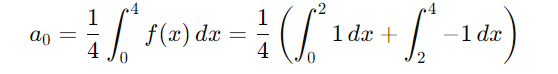 a₀ = \frac{1}{4} \int_0^4 f(x) dx = \frac{1}{4} \left( \int_0^2 1 dx + \int_2^4 -1 dx \right)